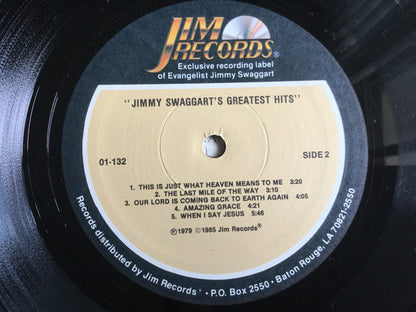 JIM
RECORDS®
Exclusive recording label
of Evangelist Jimmy Swaggart
"JIMMY SWAGGART'S GREATEST HITS"
01-132
SIDE 2
1. THIS IS JUST WHAT HEAVEN MEANS TO ME 3:20
2. THE LAST MILE OF THE WAY 3:10
3. OUR LORD IS COMING BACK TO EARTH AGAIN 4:05
4. AMAZING GRACE 4:21
5. WHEN I SAY JESUS 5:46
℗1979 ©1985 Jim Records®
Records distributed by Jim Records® • P.O. Box 2550 • Baton Rouge, LA 70821-2550